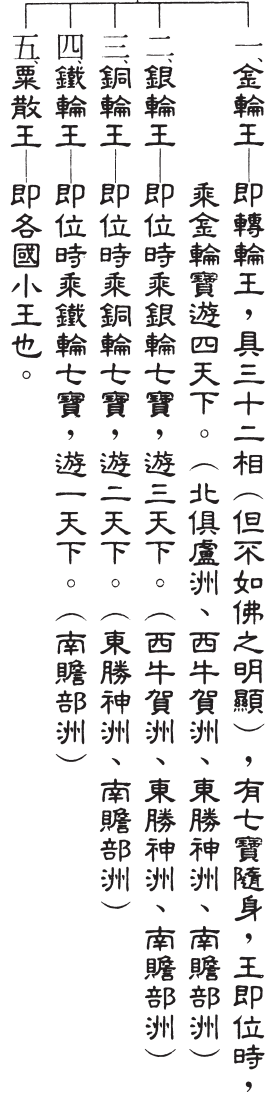 一、金輪王——即轉輪王，具三十二相（但不如佛之明顯），有七寶隨身，王即位時，
乘金輪寶遊四天下。（北俱盧洲、西牛賀洲、東勝神洲、南贍部洲）
二、銀輪王——即位時乘銀輪七寶，遊三天下。（西牛賀洲、東勝神洲、南贍部洲）
三、銅輪王——即位時乘銅輪七寶，遊二天下。（東勝神洲、南贍部洲）
四、鐵輪王——即位時乘鐵輪七寶，遊一天下。（南贍部洲）
五、粟散王——即各國小王也。